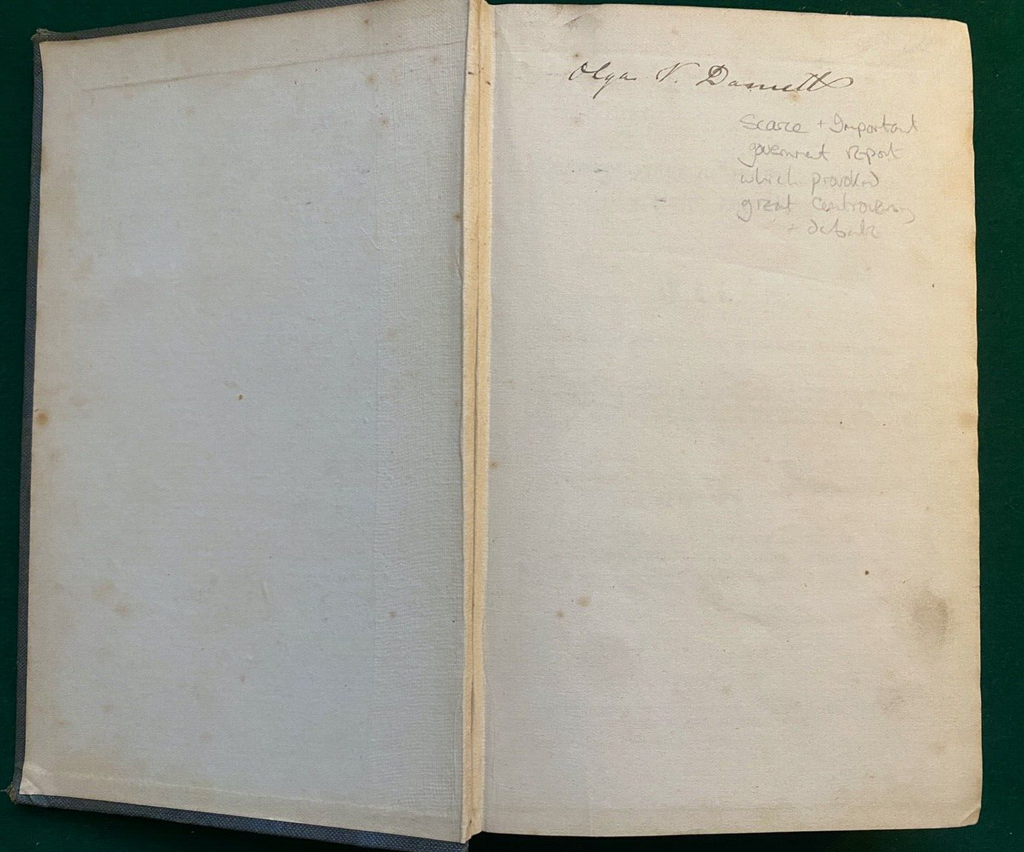 Olga V. Damett
Scarce + Important
government report
which provoked
great controversy
+ debate